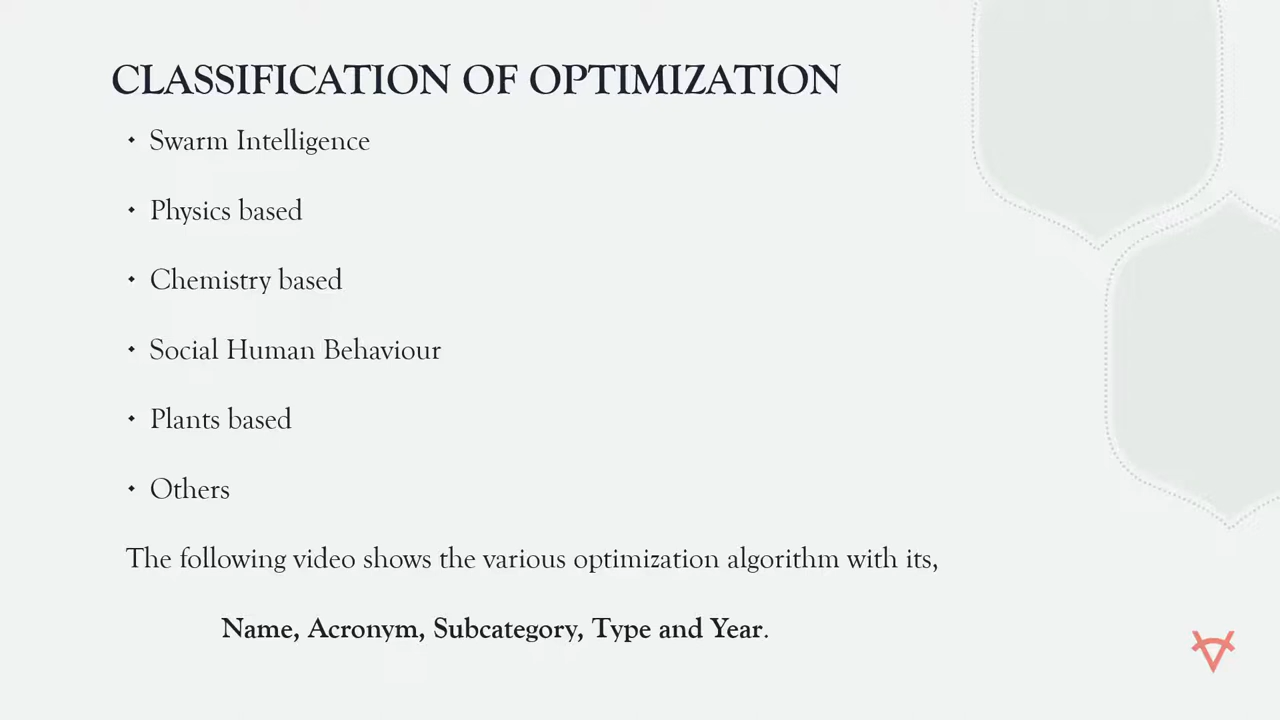 CLASSIFICATION OF OPTIMIZATION
• Swarm Intelligence
• Physics based
• Chemistry based
• Social Human Behaviour
• Plants based
• Others
The following video shows the various optimization algorithm with its,
Name, Acronym, Subcategory, Type and Year.